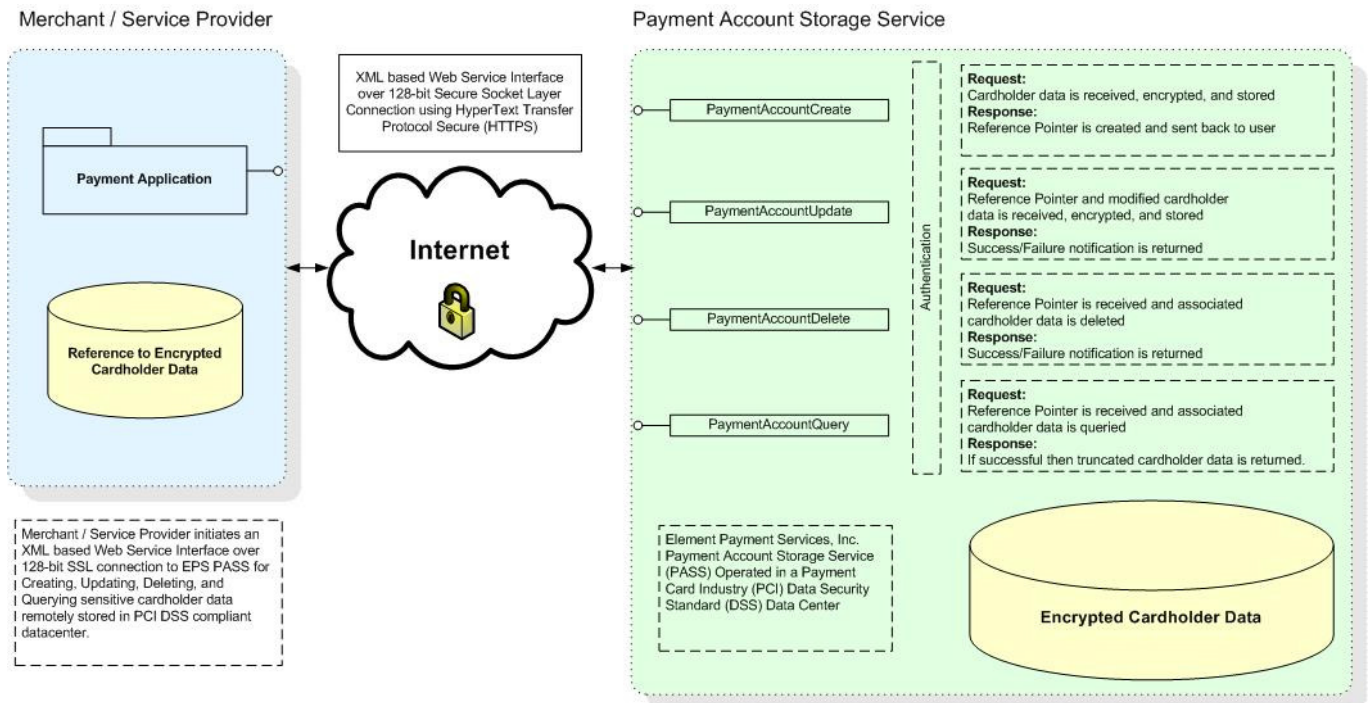 Merchant / Service Provider
Payment Account Storage Service
XML based Web Service Interface
over 128-bit Secure Socket Layer
Connection using HyperText Transfer
Protocol Secure (HTTPS)
Payment Application
Reference to Encrypted
Cardholder Data
Internet
PaymentAccountCreate
PaymentAccountUpdate
PaymentAccountDelete
PaymentAccountQuery
Authentication
Request:
Cardholder data is received, encrypted, and stored
Response:
Reference Pointer is created and sent back to user
Request:
Reference Pointer and modified cardholder
data is received, encrypted, and stored
Response:
Success/Failure notification is returned
Request:
Reference Pointer is received and associated
cardholder data is deleted
Response:
Success/Failure notification is returned
Request:
Reference Pointer is received and associated
cardholder data is queried
Response:
If successful then truncated cardholder data is returned.
Merchant / Service Provider initiates an
XML based Web Service Interface over
128-bit SSL connection to EPS PASS for
Creating, Updating, Deleting, and
Querying sensitive cardholder data
remotely stored in PCI DSS compliant
datacenter.
Element Payment Services, Inc.
Payment Account Storage Service
(PASS) Operated in a Payment
Card Industry (PCI) Data Security
Standard (DSS) Data Center
Encrypted Cardholder Data